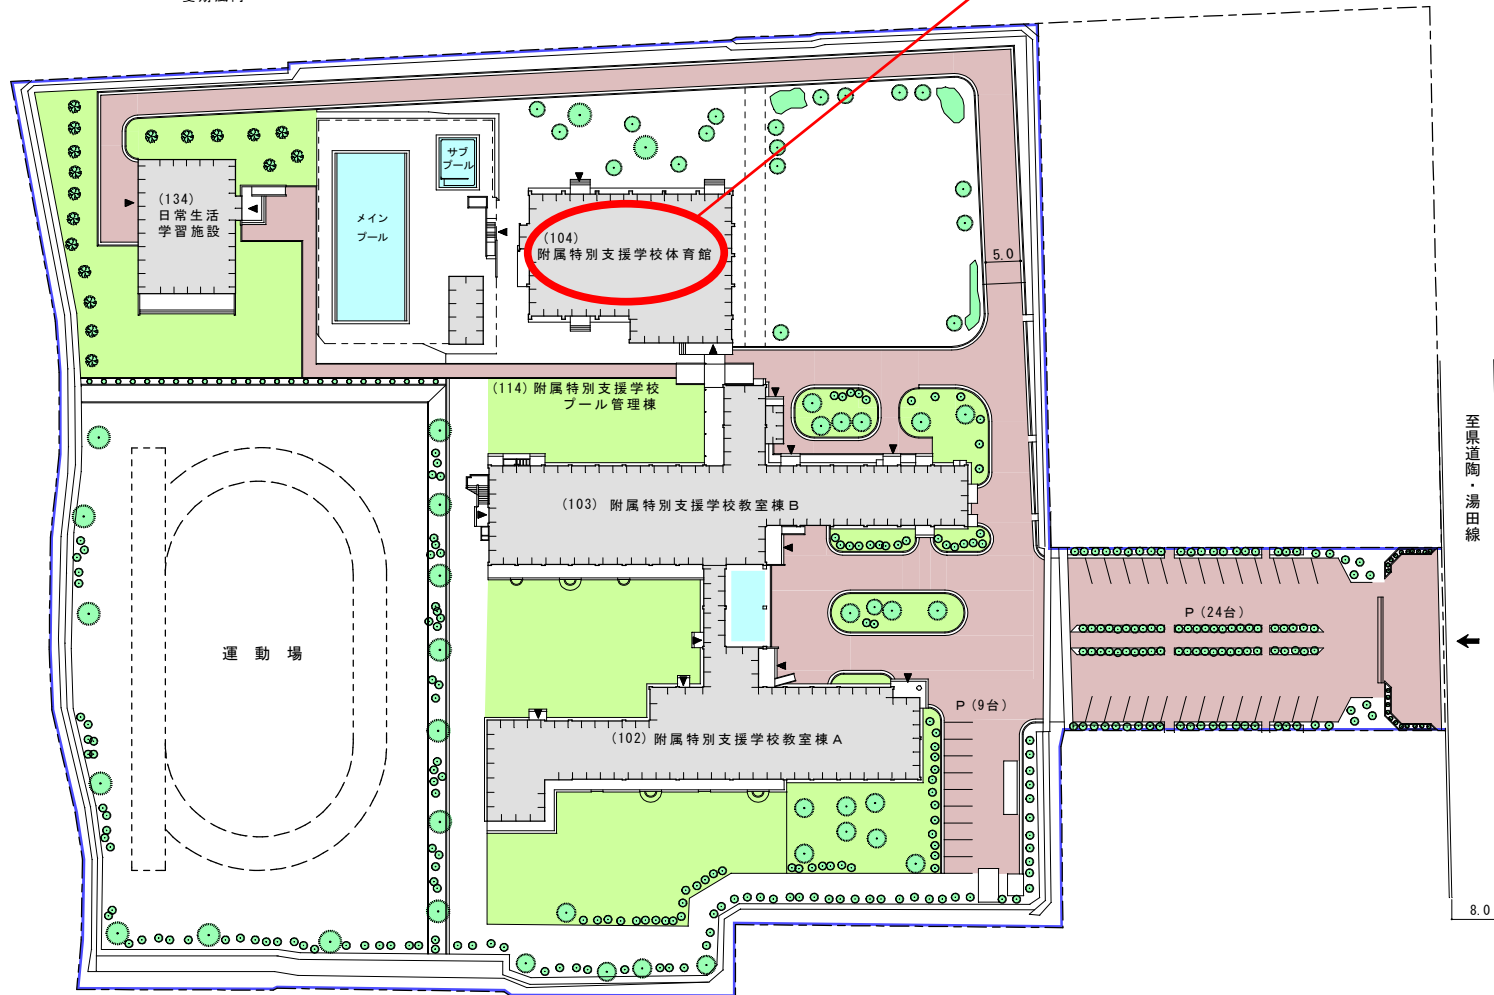 サブ
プール
(134)
日常生活
学習施設
メイン
プール
(104)
附属特別支援学校体育館
5.0
(114) 附属特別支援学校
プール管理棟
至県道陶・湯田線
(103) 附属特別支援学校教室棟B
P (24台)
運動場
P (9台)
(102) 附属特別支援学校教室棟A
8.0